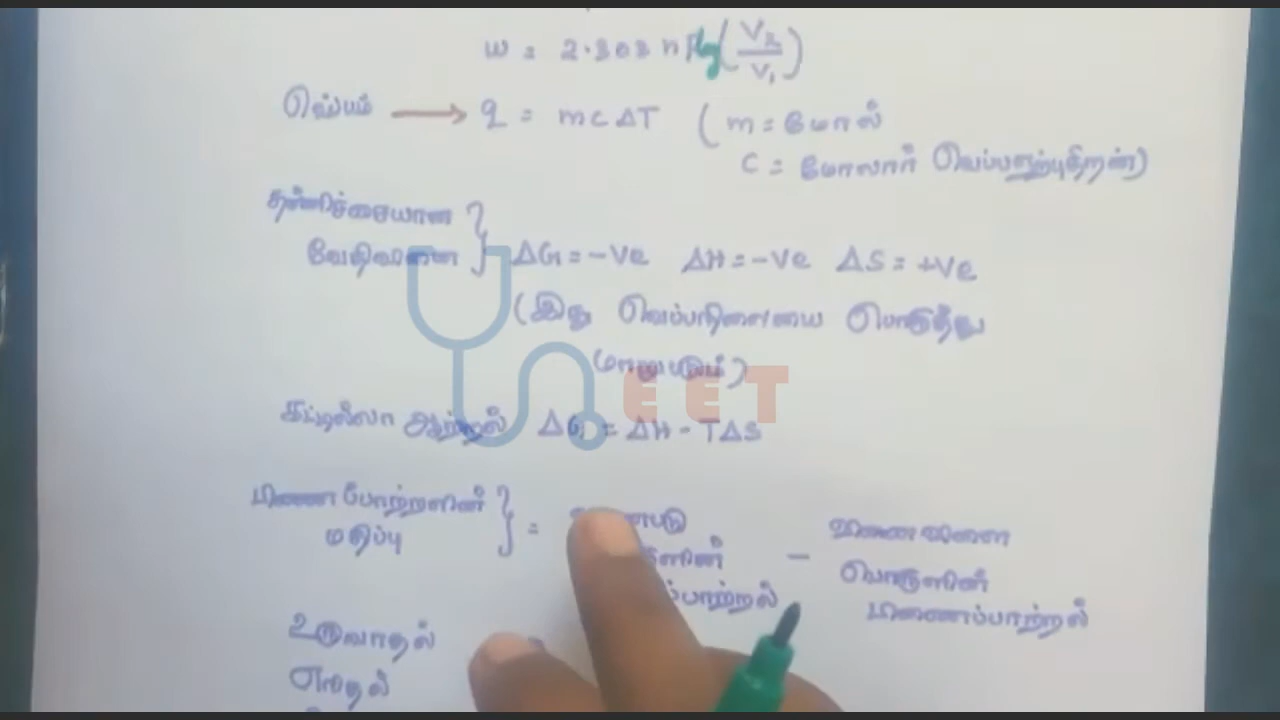 w = 2.303 n R log(V₂/V₁)
வெப்பம் → q = mcΔT (m = மோல்
c = மோலார் வெப்பஏற்புதிறன்)
தன்னிச்சையான
வேதிவினை } ΔG = -ve ΔH = -ve ΔS = +ve
(இது வெப்பநிலையை பொறுத்து
மாறுபடும்)
EET
கட்டிலா ஆற்றல் ΔG = ΔH - TΔS
பிணைப்பாற்றலின்
மதிப்பு } =
ளின் - வினைவிளை
ப்பாற்றல் பொருளின்
பிணைப்பாற்றல்
உருவாதல்
எரிதல்